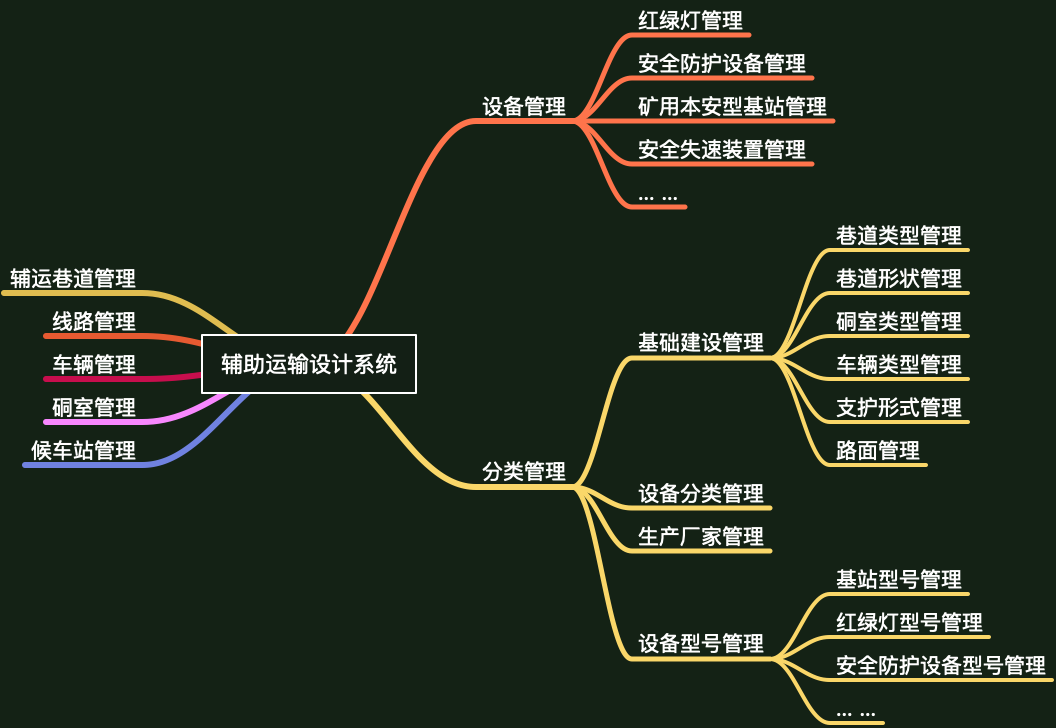 辅助运输设计系统
设备管理
红绿灯管理
安全防护设备管理
矿用本安型基站管理
安全失速装置管理
... ...
分类管理
基础建设管理
巷道类型管理
巷道形状管理
硐室类型管理
车辆类型管理
支护形式管理
路面管理
设备分类管理
生产厂家管理
设备型号管理
基站型号管理
红绿灯型号管理
安全防护设备型号管理
... ...
辅运巷道管理
线路管理
车辆管理
硐室管理
候车站管理